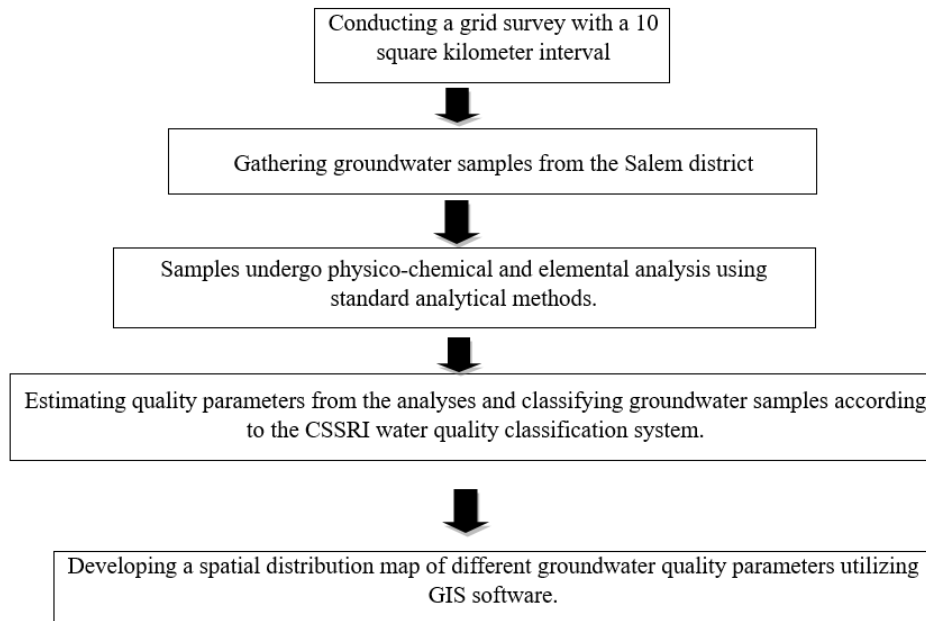 Conducting a grid survey with a 10
square kilometer interval
Gathering groundwater samples from the Salem district
Samples undergo physico-chemical and elemental analysis using
standard analytical methods.
Estimating quality parameters from the analyses and classifying groundwater samples according
to the CSSRI water quality classification system.
Developing a spatial distribution map of different groundwater quality parameters utilizing
GIS software.